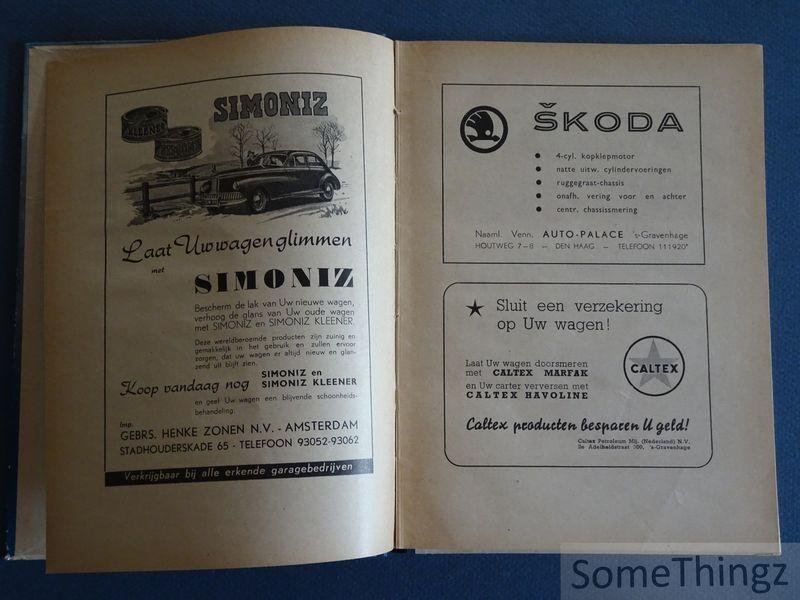 SIMONIZ
KLEENER
Laat Uw wagen glimmen
met
SIMONIZ
Bescherm de lak van Uw nieuwe wagen,
verhoog de glans van Uw oude wagen
met SIMONIZ en SIMONIZ KLEENER.
Deze wereldberoemde producten zijn zuinig en
gemakkelijk in het gebruik en zullen ervoor
zorgen, dat uw wagen er altijd nieuw en glan-
zend uit blijft zien.
Koop vandaag nog SIMONIZ en
SIMONIZ KLEENER
en geef Uw wagen een blijvende schoonheids-
behandeling.
Imp.
GEBRS. HENKE ZONEN N.V. - AMSTERDAM
STADHOUDERSKADE 65 - TELEFOON 93052-93062
Verkrijgbaar bij alle erkende garagebedrijven
ŠKODA
4-cyl. kopklepmotor
natte uitw. cylindervoeringen
ruggegraat-chassis
onafh. vering voor en achter
centr. chassissmering
Naaml. Venn. AUTO-PALACE 's-Gravenhage
HOUTWEG 7-8 — DEN HAAG — TELEFOON 111920*
Sluit een verzekering
op Uw wagen!
Laat Uw wagen doorsmeren
met CALTEX MARFAK
en Uw carter verversen met
CALTEX HAVOLINE
CALTEX
Caltex producten besparen U geld!
Caltex Petroleum Mij. (Nederland) N.V.
2e Adelheidstraat 300, 's-Gravenhage
SomeThingz